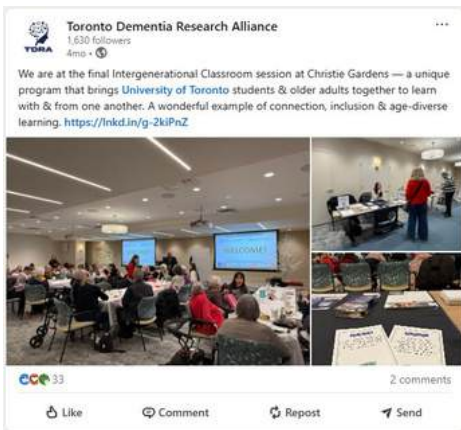 Toronto Dementia Research Alliance
1,630 followers
4mo •
TDRA
We are at the final Intergenerational Classroom session at Christie Gardens — a unique
program that brings University of Toronto students & older adults together to learn
with & from one another. A wonderful example of connection, inclusion & age-diverse
learning. https://lnkd.in/g-2kiPnZ
WELCOME!
33
2 comments
Like
Comment
Repost
Send